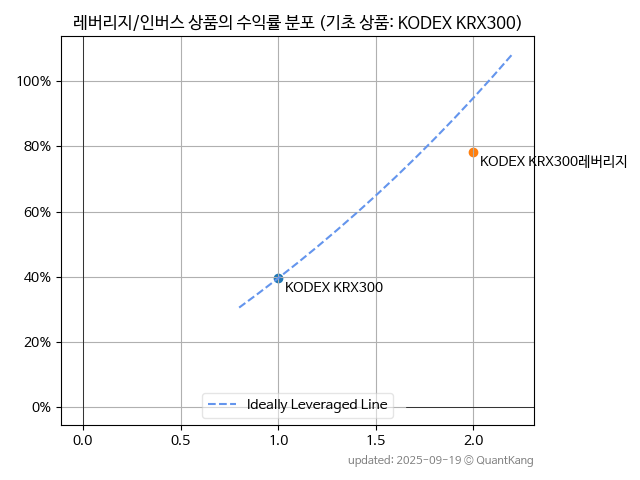 레버리지/인버스 상품의 수익률 분포 (기초 상품: KODEX KRX300)
100%
80%
60%
40%
20%
0%
KODEX KRX300레버리지
KODEX KRX300
Ideally Leveraged Line
0.0 0.5 1.0 1.5 2.0
updated: 2025-09-19 © QuantKang